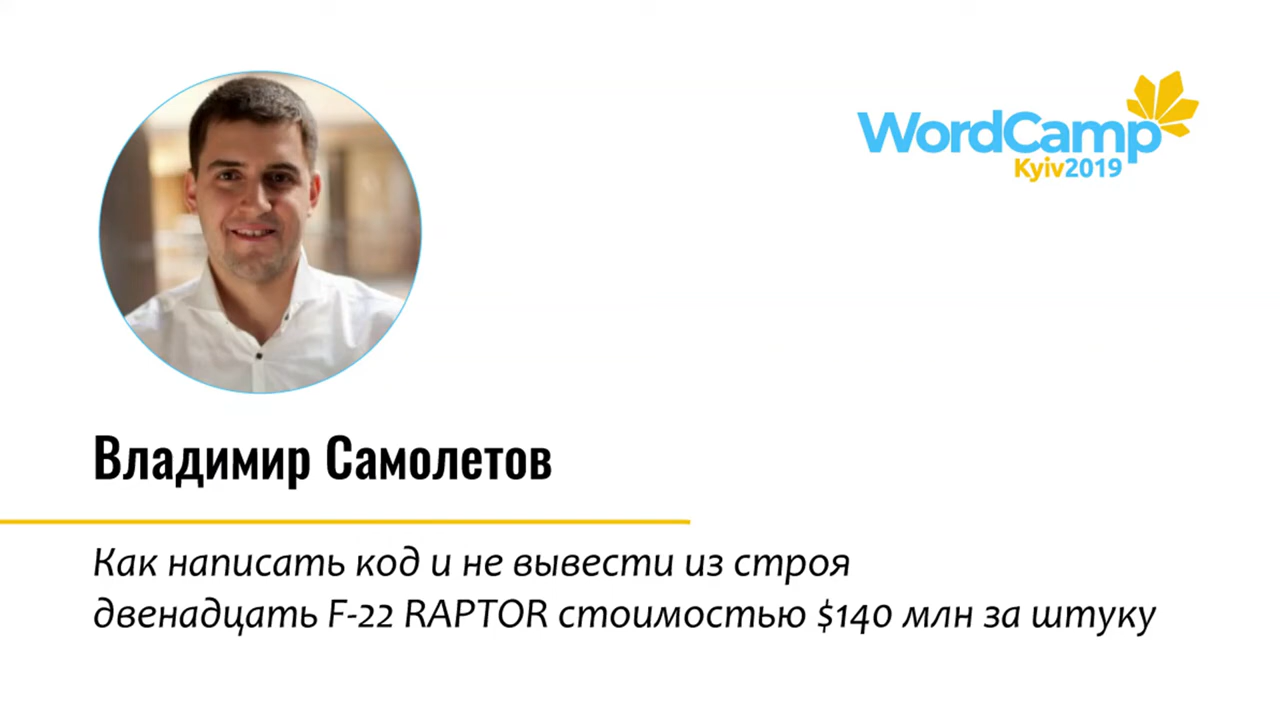 WordCamp
Kyiv2019
Владимир Самолетов
Как написать код и не вывести из строя
двенадцать F-22 RAPTOR стоимостью $140 млн за штуку